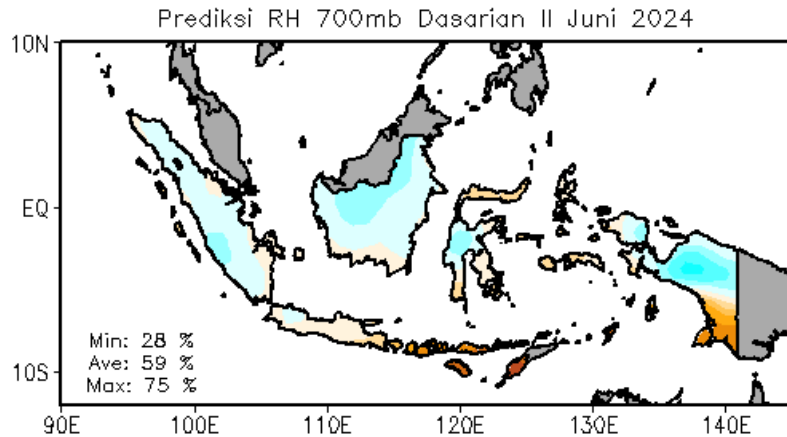 Prediksi RH 700mb Dasarian II Juni 2024
10N
EQ
10S
Min: 28 %
Ave: 59 %
Max: 75 %
90E 100E 110E 120E 130E 140E